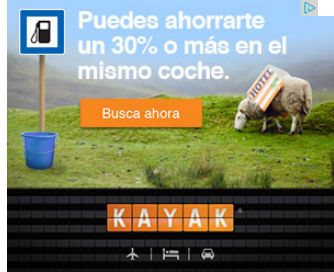 Puedes ahorrarte
un 30% o más en el
mismo coche.
HOTEL
Busca ahora
KAYAK